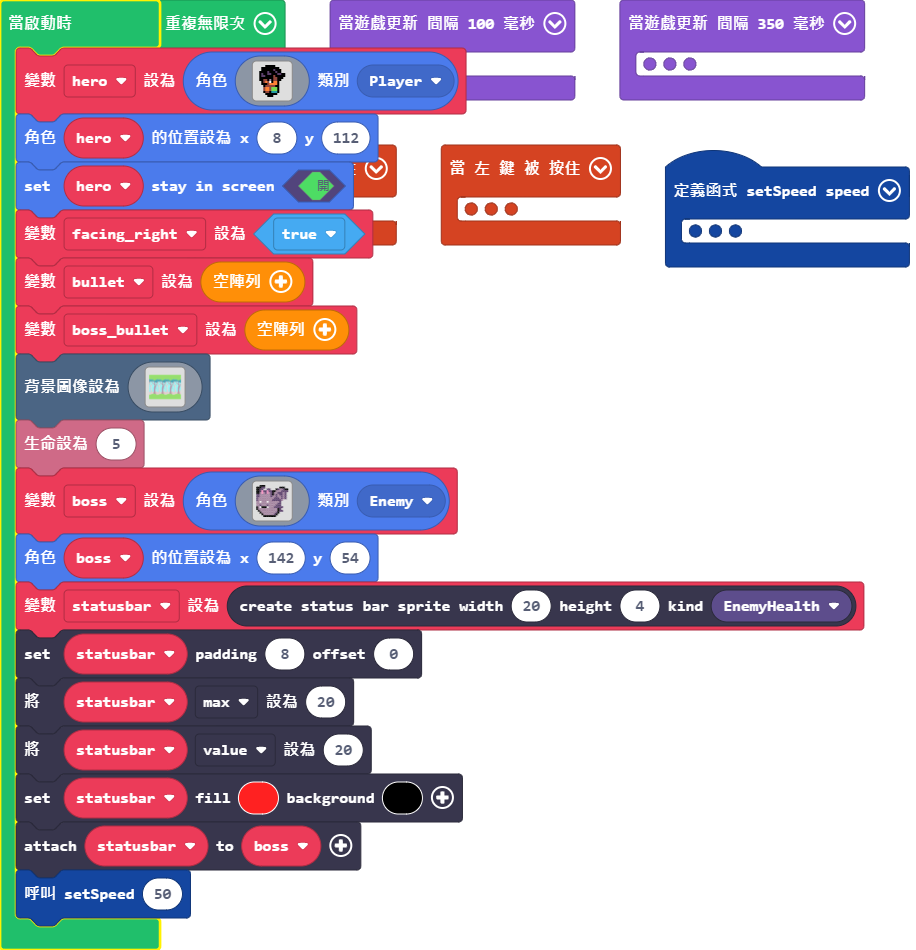 當啟動時
重複無限次
當遊戲更新 間隔 100 毫秒
當遊戲更新 間隔 350 毫秒
變數 hero 設為 角色 類別 Player
角色 hero 的位置設為 x 8 y 112
當 左 鍵 被 按住
set hero stay in screen 開
定義函式 setSpeed speed
變數 facing_right 設為 true
變數 bullet 設為 空陣列
變數 boss_bullet 設為 空陣列
背景圖像設為
生命設為 5
變數 boss 設為 角色 類別 Enemy
角色 boss 的位置設為 x 142 y 54
變數 statusbar 設為 create status bar sprite width 20 height 4 kind EnemyHealth
set statusbar padding 8 offset 0
將 statusbar max 設為 20
將 statusbar value 設為 20
set statusbar fill background
attach statusbar to boss
呼叫 setSpeed 50